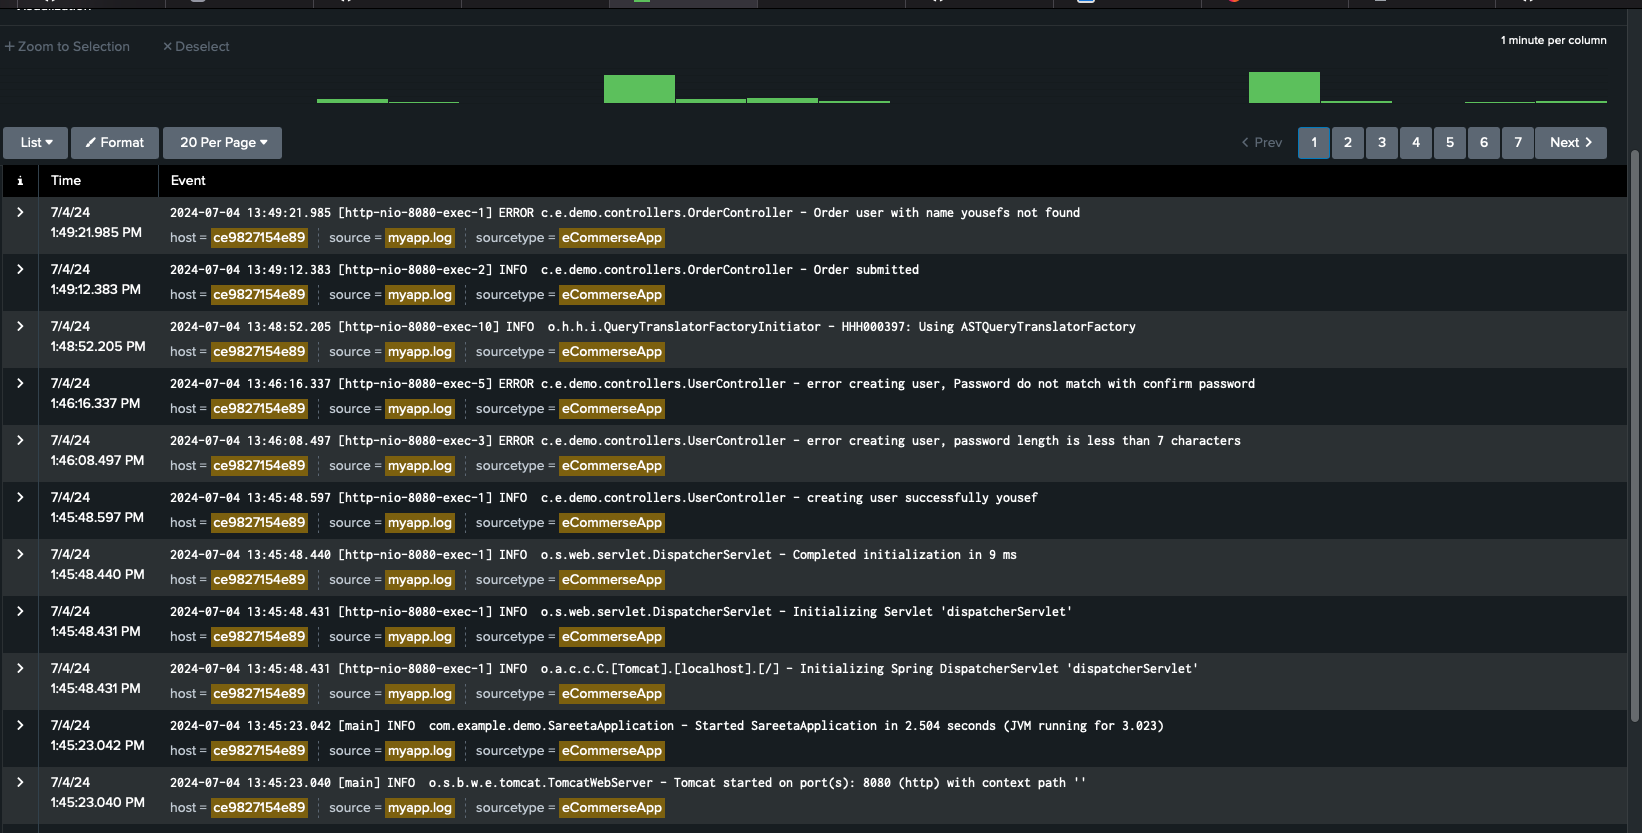 Visualization
+ Zoom to Selection × Deselect 1 minute per column
List Format 20 Per Page < Prev 1 2 3 4 5 6 7 Next >
i Time Event
> 7/4/24 2024-07-04 13:49:21.985 [http-nio-8080-exec-1] ERROR c.e.demo.controllers.OrderController - Order user with name yousefs not found
1:49:21.985 PM host = ce9827154e89 source = myapp.log sourcetype = eCommerseApp
> 7/4/24 2024-07-04 13:49:12.383 [http-nio-8080-exec-2] INFO c.e.demo.controllers.OrderController - Order submitted
1:49:12.383 PM host = ce9827154e89 source = myapp.log sourcetype = eCommerseApp
> 7/4/24 2024-07-04 13:48:52.205 [http-nio-8080-exec-10] INFO o.h.h.i.QueryTranslatorFactoryInitiator - HHH000397: Using ASTQueryTranslatorFactory
1:48:52.205 PM host = ce9827154e89 source = myapp.log sourcetype = eCommerseApp
> 7/4/24 2024-07-04 13:46:16.337 [http-nio-8080-exec-5] ERROR c.e.demo.controllers.UserController - error creating user, Password do not match with confirm password
1:46:16.337 PM host = ce9827154e89 source = myapp.log sourcetype = eCommerseApp
> 7/4/24 2024-07-04 13:46:08.497 [http-nio-8080-exec-3] ERROR c.e.demo.controllers.UserController - error creating user, password length is less than 7 characters
1:46:08.497 PM host = ce9827154e89 source = myapp.log sourcetype = eCommerseApp
> 7/4/24 2024-07-04 13:45:48.597 [http-nio-8080-exec-1] INFO c.e.demo.controllers.UserController - creating user successfully yousef
1:45:48.597 PM host = ce9827154e89 source = myapp.log sourcetype = eCommerseApp
> 7/4/24 2024-07-04 13:45:48.440 [http-nio-8080-exec-1] INFO o.s.web.servlet.DispatcherServlet - Completed initialization in 9 ms
1:45:48.440 PM host = ce9827154e89 source = myapp.log sourcetype = eCommerseApp
> 7/4/24 2024-07-04 13:45:48.431 [http-nio-8080-exec-1] INFO o.s.web.servlet.DispatcherServlet - Initializing Servlet 'dispatcherServlet'
1:45:48.431 PM host = ce9827154e89 source = myapp.log sourcetype = eCommerseApp
> 7/4/24 2024-07-04 13:45:48.431 [http-nio-8080-exec-1] INFO o.a.c.c.C.[Tomcat].[localhost].[/] - Initializing Spring DispatcherServlet 'dispatcherServlet'
1:45:48.431 PM host = ce9827154e89 source = myapp.log sourcetype = eCommerseApp
> 7/4/24 2024-07-04 13:45:23.042 [main] INFO com.example.demo.SareetaApplication - Started SareetaApplication in 2.504 seconds (JVM running for 3.023)
1:45:23.042 PM host = ce9827154e89 source = myapp.log sourcetype = eCommerseApp
> 7/4/24 2024-07-04 13:45:23.040 [main] INFO o.s.b.w.e.tomcat.TomcatWebServer - Tomcat started on port(s): 8080 (http) with context path ''
1:45:23.040 PM host = ce9827154e89 source = myapp.log sourcetype = eCommerseApp